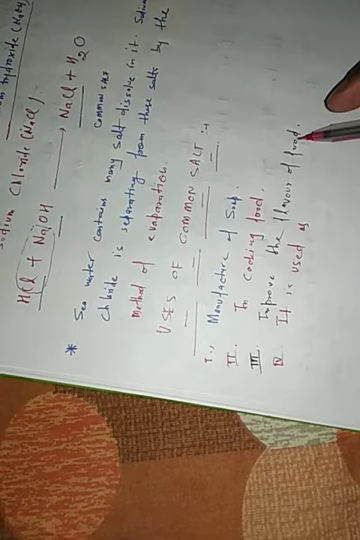 Sodium Chloride (NaCl) :-
HCl + NaOH → NaCl + H2O
* Sea water contains many common salts dissolve in it. Sodium
Chloride is separating from these salts by the
Method of evaporation.
USES OF COMMON SALT :-
I., Manufacture of Soap.
II. In cooking food.
III. Improve the flavour of food.
IV It is used